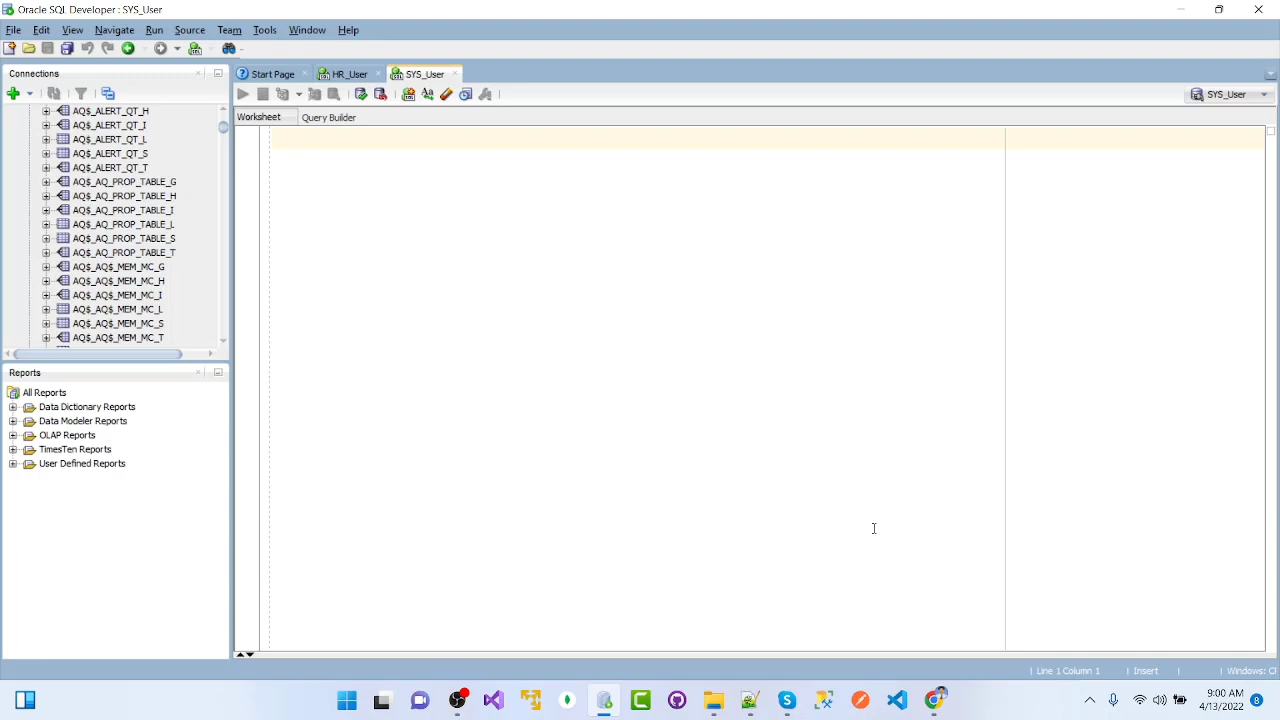 Oracle SQL Developer : SYS_User
File Edit View Navigate Run Source Team Tools Window Help
Connections
Start Page
HR_User
SYS_User
SYS_User
Worksheet
Query Builder
AQ$_ALERT_QT_H
AQ$_ALERT_QT_I
AQ$_ALERT_QT_L
AQ$_ALERT_QT_S
AQ$_ALERT_QT_T
AQ$_AQ_PROP_TABLE_G
AQ$_AQ_PROP_TABLE_H
AQ$_AQ_PROP_TABLE_I
AQ$_AQ_PROP_TABLE_L
AQ$_AQ_PROP_TABLE_S
AQ$_AQ_PROP_TABLE_T
AQ$_AQ$_MEM_MC_G
AQ$_AQ$_MEM_MC_H
AQ$_AQ$_MEM_MC_I
AQ$_AQ$_MEM_MC_L
AQ$_AQ$_MEM_MC_S
AQ$_AQ$_MEM_MC_T
Reports
All Reports
Data Dictionary Reports
Data Modeler Reports
OLAP Reports
TimesTen Reports
User Defined Reports
Line 1 Column 1
Insert
Windows: Cl
9:00 AM
4/13/2022
8